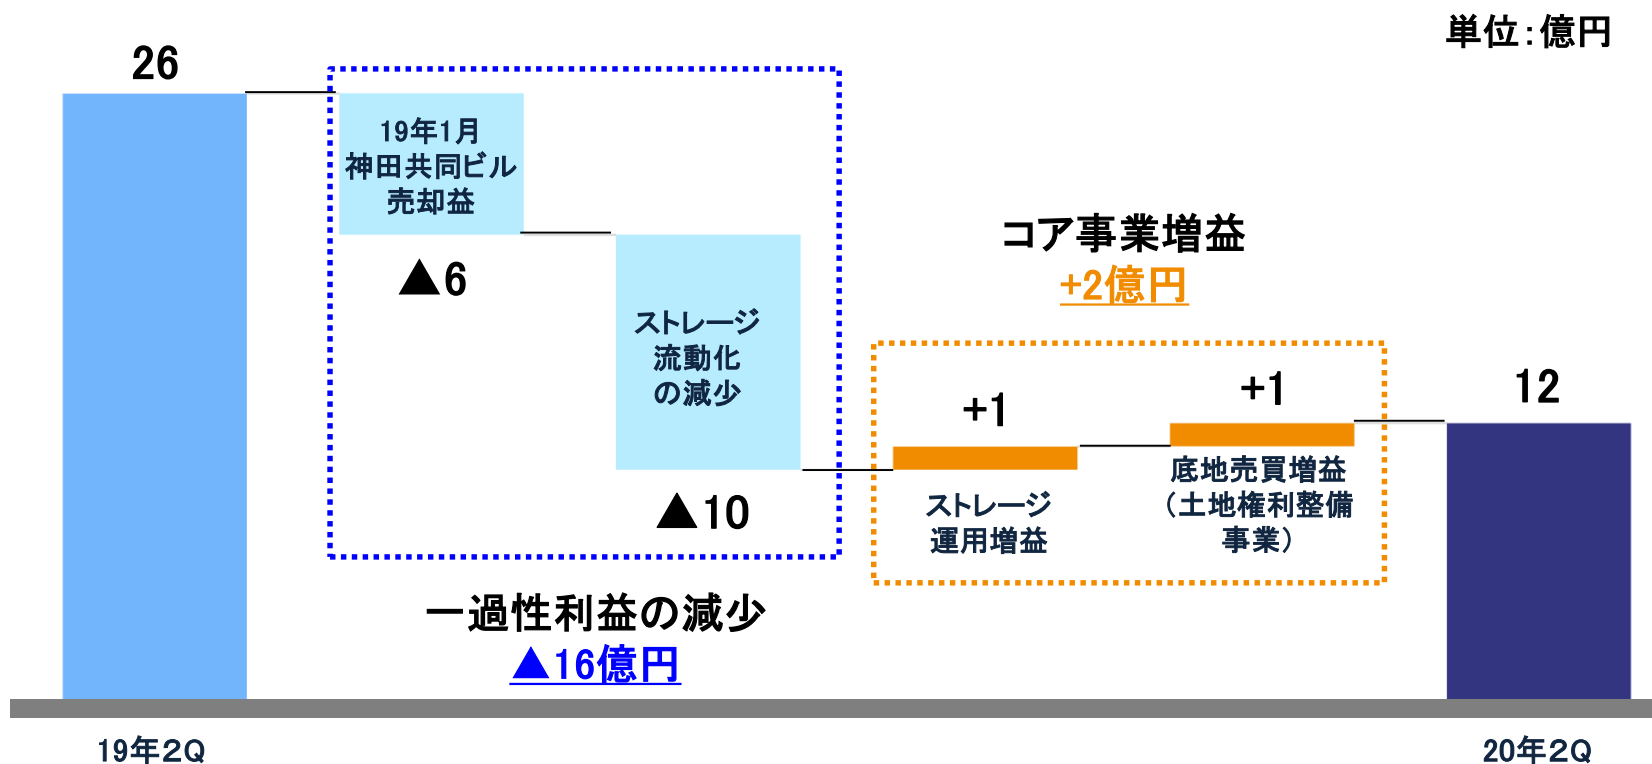 単位：億円
26
19年1月
神田共同ビル
売却益
▲6
ストレージ
流動化
の減少
▲10
一過性利益の減少
▲16億円
コア事業増益
+2億円
+1
ストレージ
運用増益
+1
底地売買増益
（土地権利整備
事業）
12
19年2Q
20年2Q